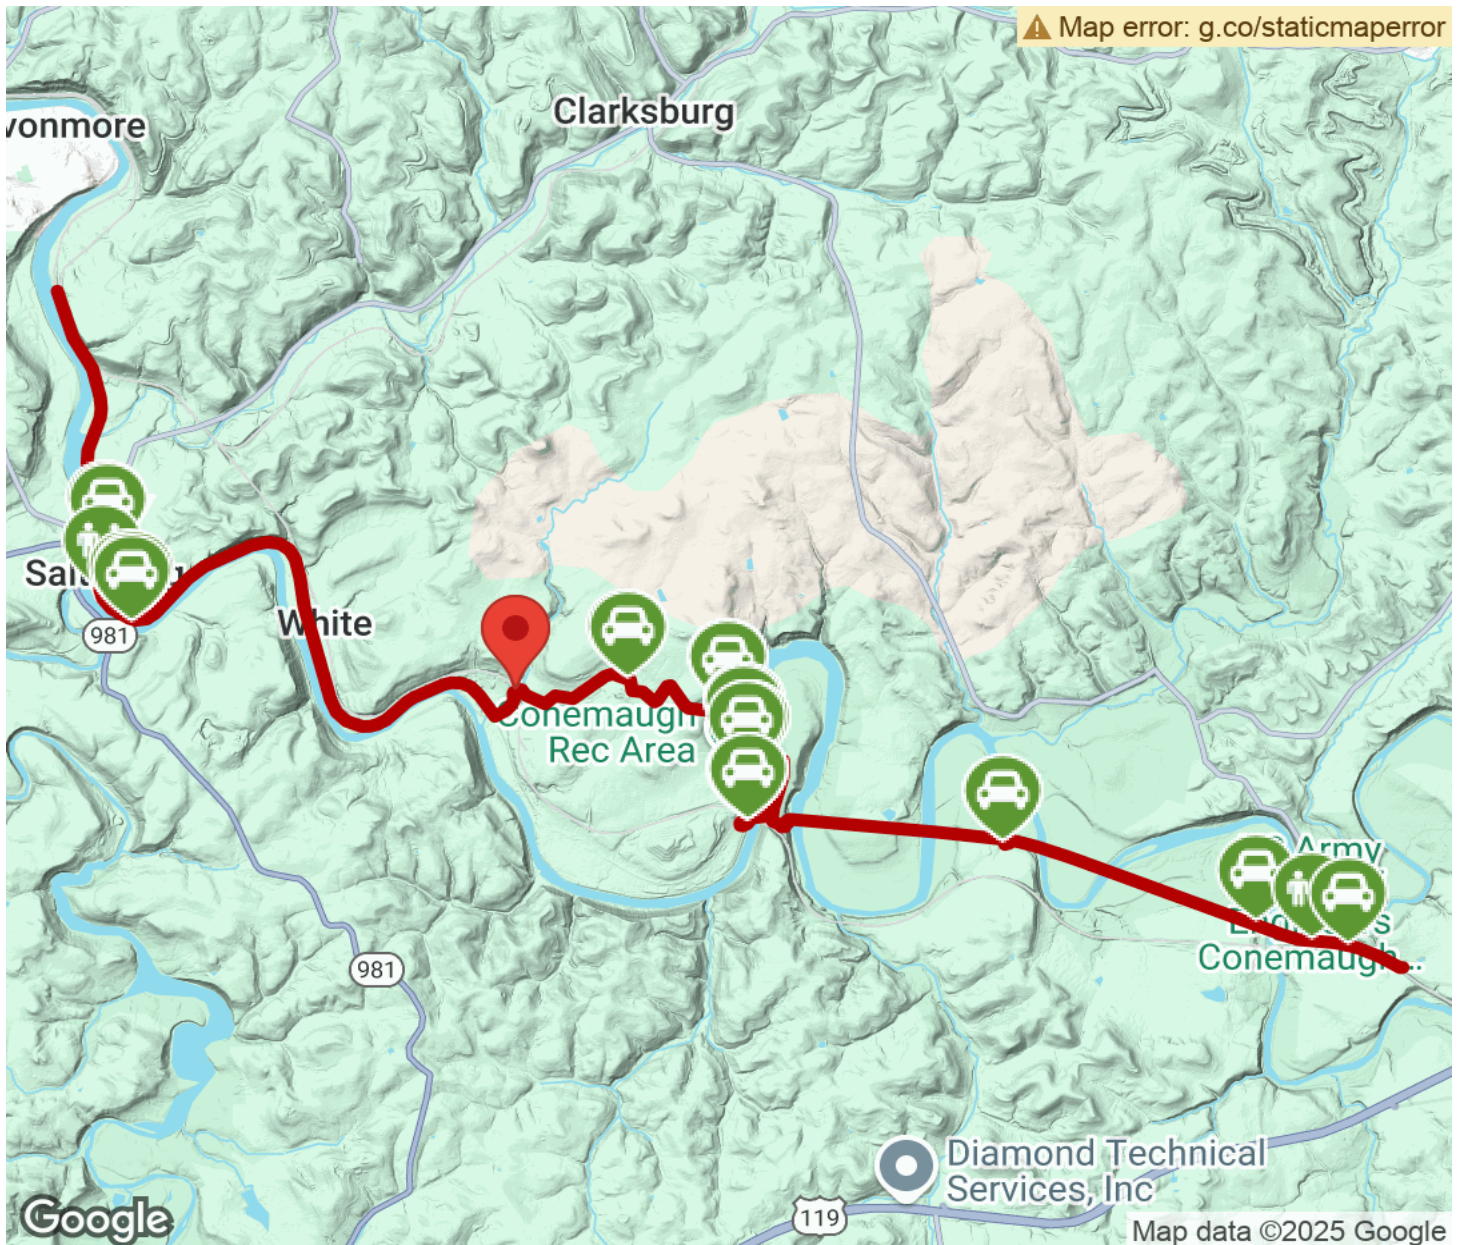 Map error: g.co/staticmaperror
Clarksburg
vonmore
981
White
Conemaugh
Rec Area
Army
Conemaugh...
981
Diamond Technical
Services, Inc
119
Google
Map data ©2025 Google